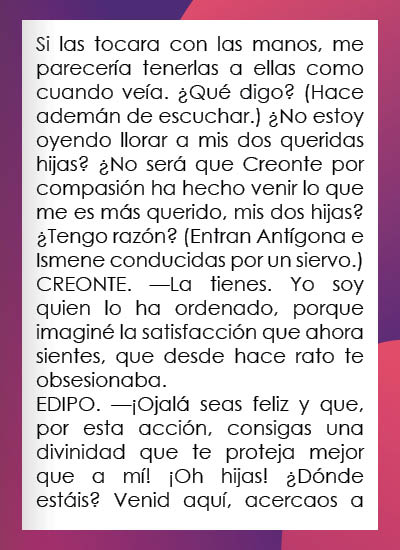 Si las tocara con las manos, me
parecería tenerlas a ellas como
cuando veía. ¿Qué digo? (Hace
ademán de escuchar.) ¿No estoy
oyendo llorar a mis dos queridas
hijas? ¿No será que Creonte por
compasión ha hecho venir lo que
me es más querido, mis dos hijas?
¿Tengo razón? (Entran Antígona e
Ismene conducidas por un siervo.)
CREONTE. —La tienes. Yo soy
quien lo ha ordenado, porque
imaginé la satisfacción que ahora
sientes, que desde hace rato te
obsesionaba.
EDIPO. —¡Ojalá seas feliz y que,
por esta acción, consigas una
divinidad que te proteja mejor
que a mí! ¡Oh hijas! ¿Dónde
estáis? Venid aquí, acercaos a